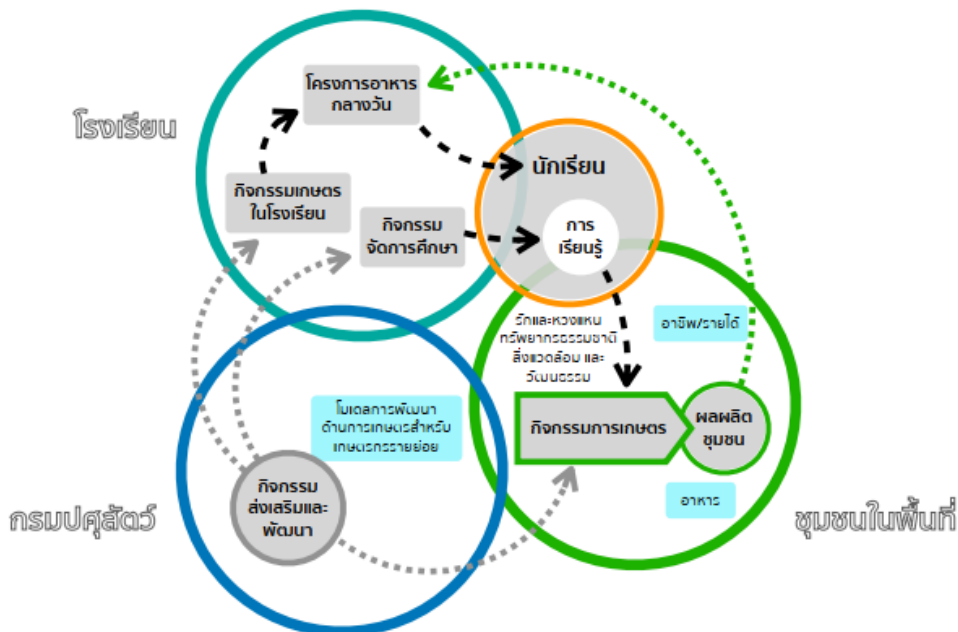 โครงการอาหาร
กลางวัน
โรงเรียน
นักเรียน
กิจกรรมเกษตร
ในโรงเรียน
กิจกรรม
จัดการศึกษา
การ
เรียนรู้
รักและหวงแหน
ทรัพยากรธรรมชาติ
สิ่งแวดล้อม และ
วัฒนธรรม
อาชีพ/รายได้
โมเดลการพัฒนา
ด้านการเกษตรสำหรับ
เกษตกรรายย่อย
กิจกรรมการเกษตร
ผลผลิต
ชุมชน
กิจกรรม
ส่งเสริมและ
พัฒนา
อาหาร
กรมปศุสัตว์
ชุมชนในพื้นที่